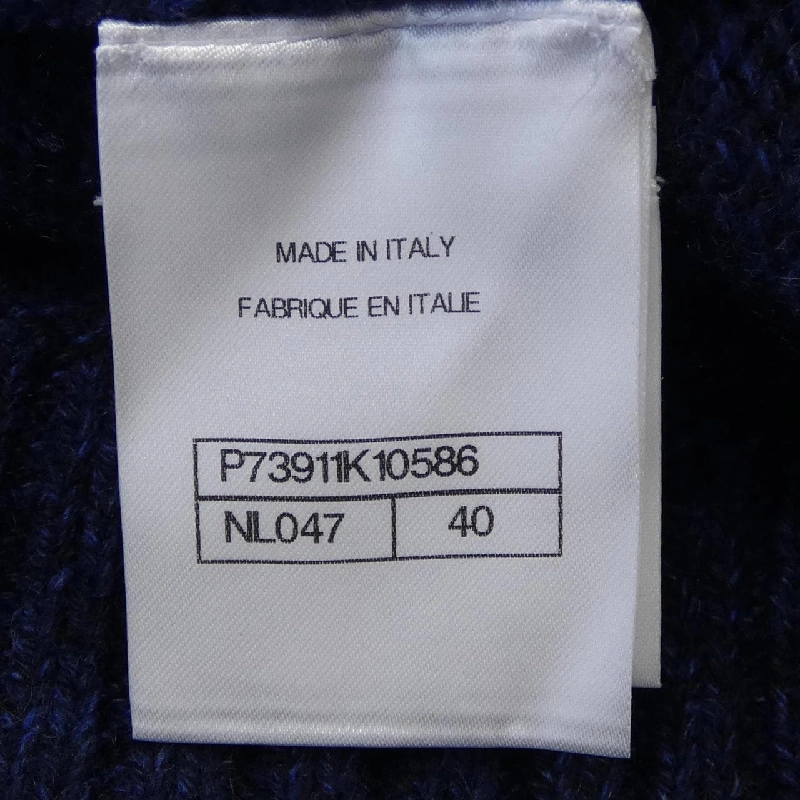 MADE IN ITALY
FABRIQUE EN ITALIE
P73911K10586
NL047 40